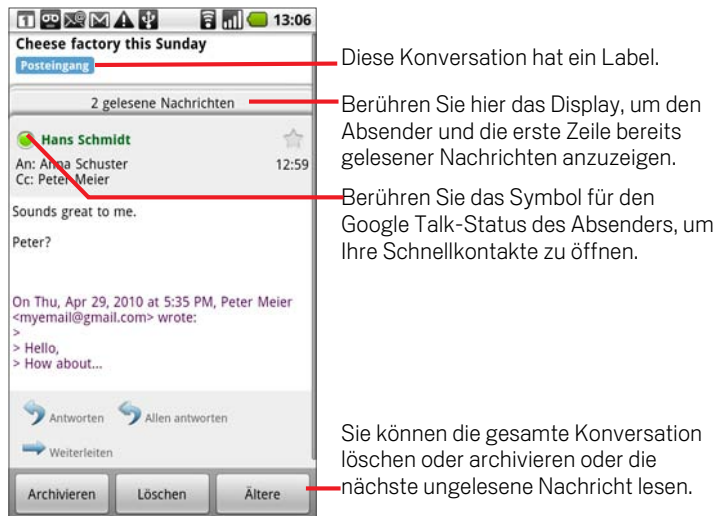 1 13:06
Cheese factory this Sunday
Posteingang
Diese Konversation hat ein Label.
2 gelesene Nachrichten
Berühren Sie hier das Display, um den
Absender und die erste Zeile bereits
gelesener Nachrichten anzuzeigen.
Hans Schmidt
An: Anna Schuster 12:59
Cc: Peter Meier
Berühren Sie das Symbol für den
Google Talk-Status des Absenders, um
Ihre Schnellkontakte zu öffnen.
Sounds great to me.
Peter?
On Thu, Apr 29, 2010 at 5:35 PM, Peter Meier
<myemail@gmail.com> wrote:
>
> Hello,
> How about...
Antworten Allen antworten
Weiterleiten
Sie können die gesamte Konversation
löschen oder archivieren oder die
nächste ungelesene Nachricht lesen.
Archivieren Löschen Ältere